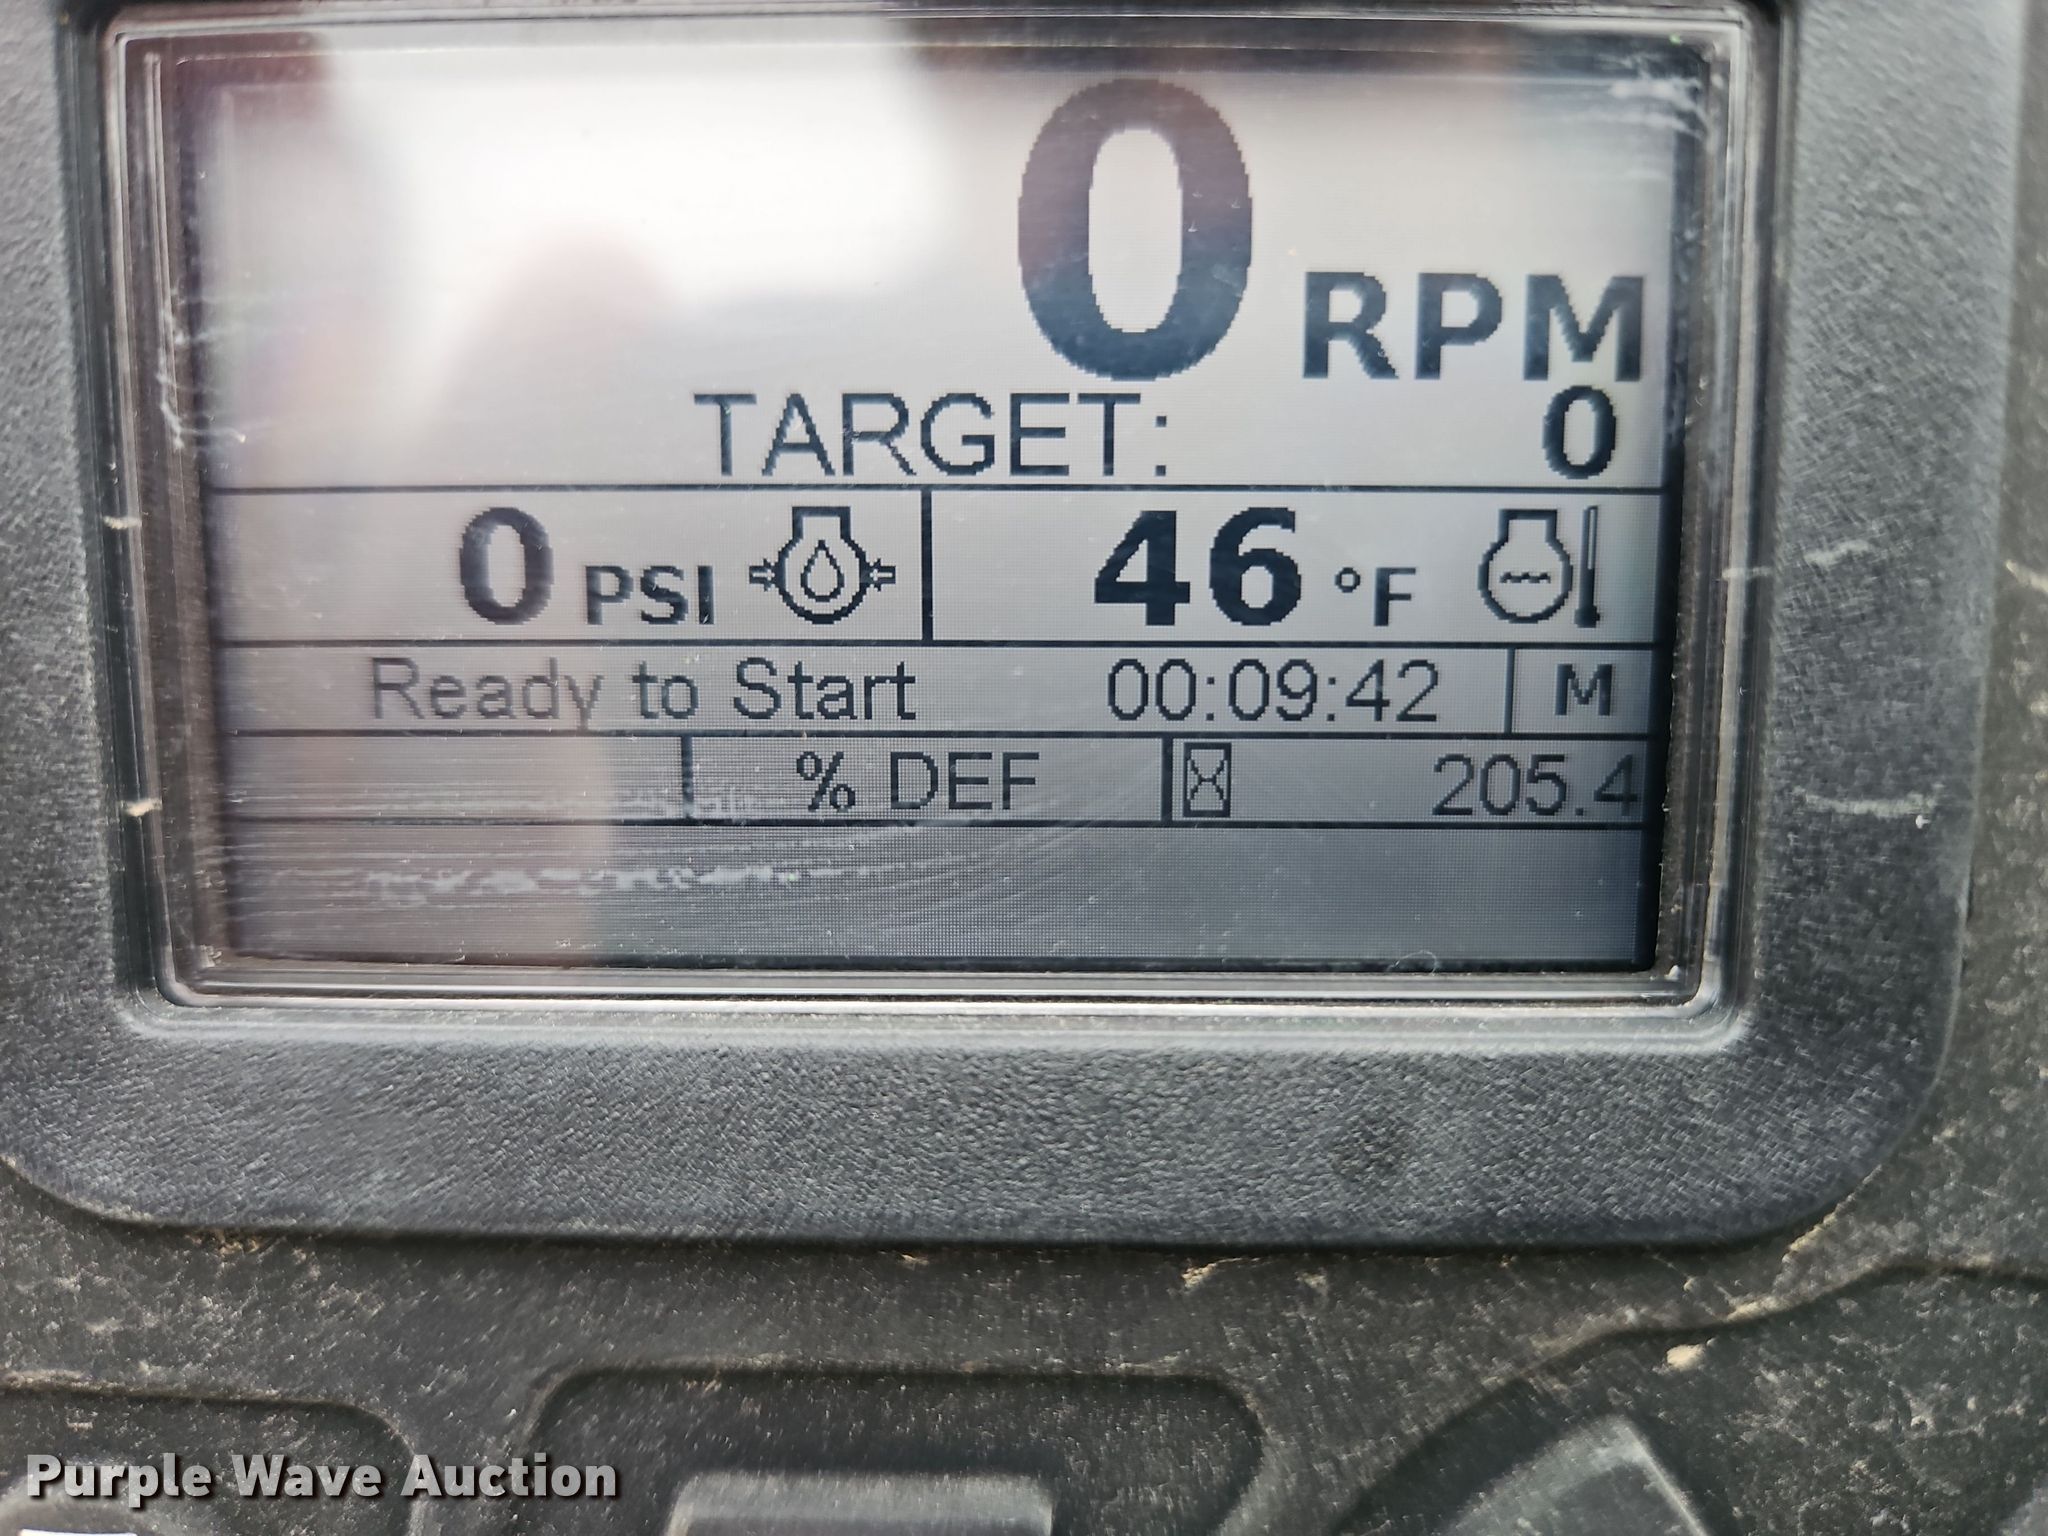 0 RPM
TARGET: 0
0 PSI 46 °F
Ready to Start 00:09:42 M
% DEF 205.4
Purple Wave Auction